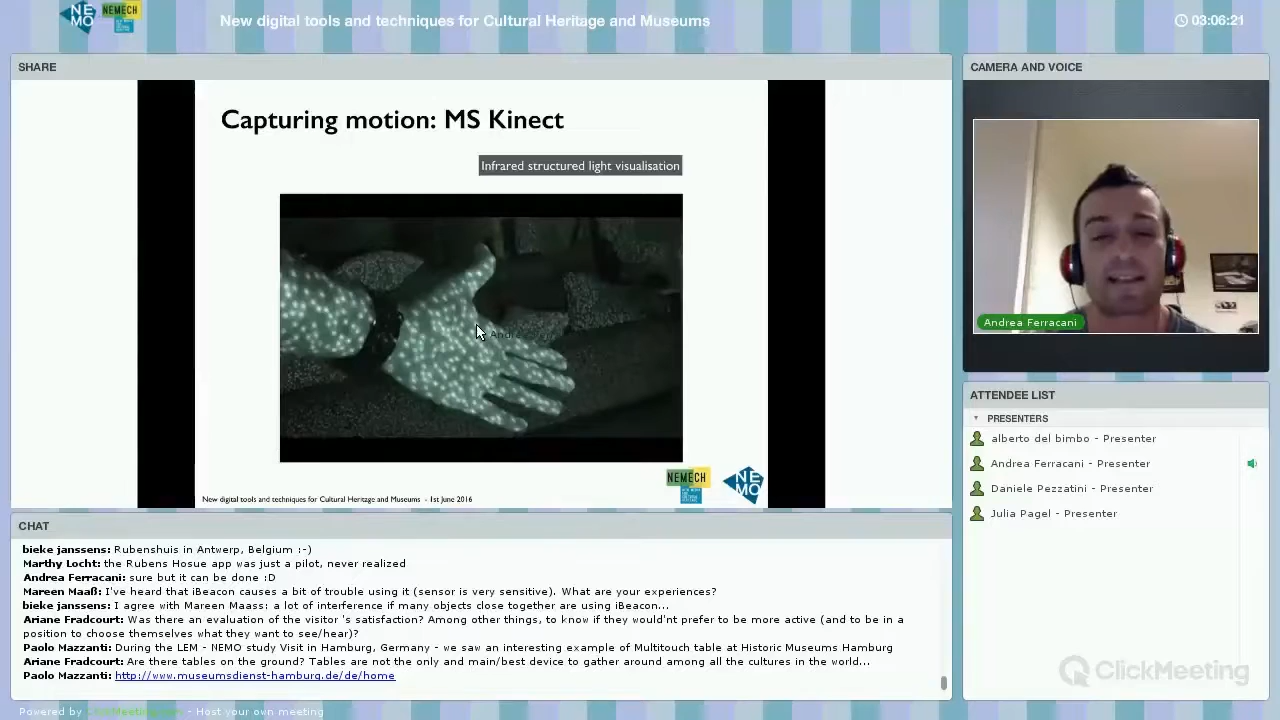 NE MO
NEMECH
New digital tools and techniques for Cultural Heritage and Museums
03:06:21
SHARE
Capturing motion: MS Kinect
Infrared structured light visualisation
NEMECH
NE MO
New digital tools and techniques for Cultural Heritage and Museums - 1st June 2016
CAMERA AND VOICE
Andrea Ferracani
ATTENDEE LIST
PRESENTERS
alberto del bimbo - Presenter
Andrea Ferracani - Presenter
Daniele Pezzatini - Presenter
Julia Pagel - Presenter
CHAT
bieke janssens: Rubenshuis in Antwerp, Belgium :-)
Marthy Locht: the Rubens Hosue app was just a pilot, never realized
Andrea Ferracani: sure but it can be done :D
Mareen Maaß: I've heard that iBeacon causes a bit of trouble using it (sensor is very sensitive). What are your experiences?
bieke janssens: I agree with Mareen Maass: a lot of interference if many objects close together are using iBeacon...
Ariane Fradcourt: Was there an evaluation of the visitor 's satisfaction? Among other things, to know if they would'nt prefer to be more active (and to be in a
position to choose themselves what they want to see/hear)?
Paolo Mazzanti: During the LEM - NEMO study Visit in Hamburg, Germany - we saw an interesting example of Multitouch table at Historic Museums Hamburg
Ariane Fradcourt: Are there tables on the ground? Tables are not the only and main/best device to gather around among all the cultures in the world...
Paolo Mazzanti: http://www.museumsdienst-hamburg.de/de/home
ClickMeeting
Powered by ClickMeeting.com - Host your own meeting